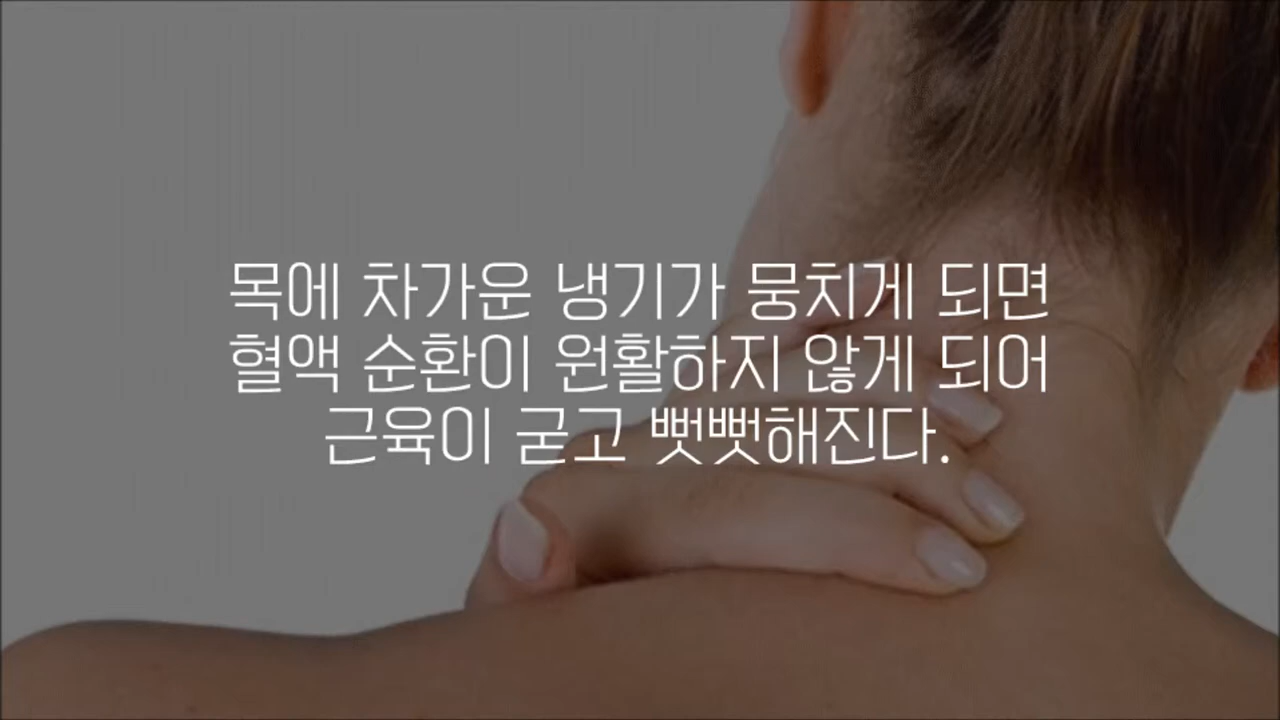 목에 차가운 냉기가 뭉치게 되면
혈액 순환이 원활하지 않게 되어
근육이 굳고 뻣뻣해진다.